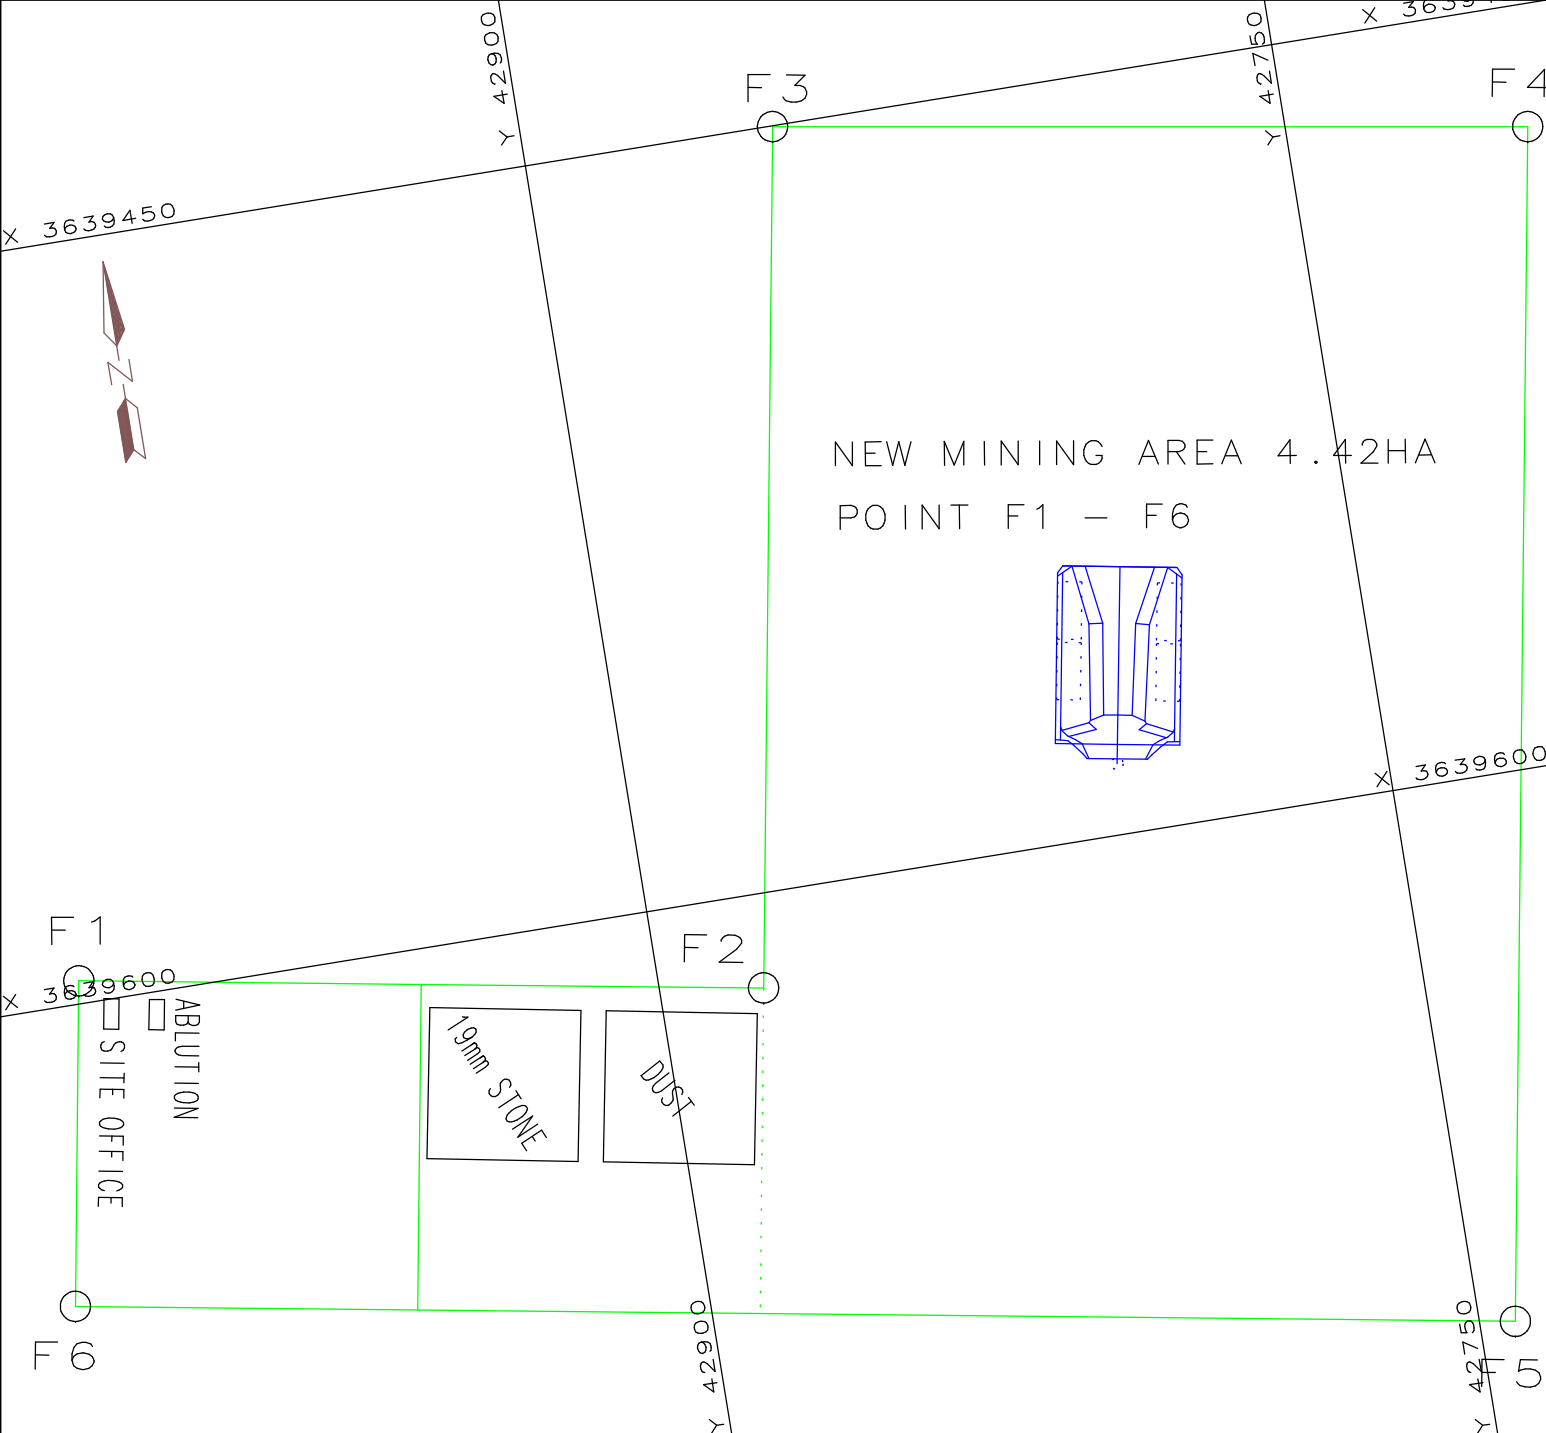 Y 42900
Y 42750
X 3639450
F3
F4
X 3639450
N
NEW MINING AREA 4.42HA
POINT F1 - F6
X 3639600
F1
F2
X 3639600
ABLUTION
SITE OFFICE
19mm STONE
DUST
F6
Y 42900
Y 42750
F5